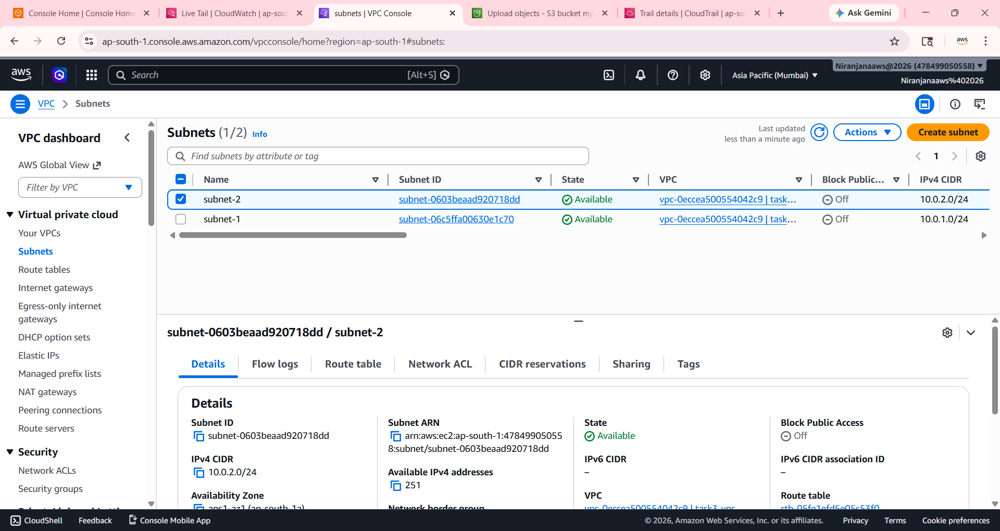 Console Home | Console Home
Live Tail | CloudWatch | ap-sout
subnets | VPC Console
Upload objects - S3 bucket my
Trail details | CloudTrail | ap-so
Ask Gemini
ap-south-1.console.aws.amazon.com/vpcconsole/home?region=ap-south-1#subnets:
aws
aws
Search
[Alt+S]
Asia Pacific (Mumbai)
Niranjanaaws@2026 (478499050558)
Niranjanaaws%402026
VPC
Subnets
VPC dashboard
AWS Global View
Filter by VPC
Virtual private cloud
Your VPCs
Subnets
Route tables
Internet gateways
Egress-only internet
gateways
DHCP option sets
Elastic IPs
Managed prefix lists
NAT gateways
Peering connections
Route servers
Security
Network ACLs
Security groups
Subnets (1/2) Info
Last updated
less than a minute ago
Actions
Create subnet
Find subnets by attribute or tag
1
Name Subnet ID State VPC Block Public... IPv4 CIDR
subnet-2 subnet-0603beaad920718dd Available vpc-0eccea500554042c9 | task... Off 10.0.2.0/24
subnet-1 subnet-06c5ffa00630e1c70 Available vpc-0eccea500554042c9 | task... Off 10.0.1.0/24
subnet-0603beaad920718dd / subnet-2
Details Flow logs Route table Network ACL CIDR reservations Sharing Tags
Details
Subnet ID
subnet-0603beaad920718dd
IPv4 CIDR
10.0.2.0/24
Availability Zone
aps1-az1 (ap-south-1a)
Subnet ARN
arn:aws:ec2:ap-south-1:47849905055
8:subnet/subnet-0603beaad920718dd
Available IPv4 addresses
251
Network border group
State
Available
IPv6 CIDR
–
VPC
vpc-0eccea500554042c9 | task3-vpc
Block Public Access
Off
IPv6 CIDR association ID
–
Route table
rtb-05fe1efd5e05c53f0
CloudShell
Feedback
Console Mobile App
© 2026, Amazon Web Services, Inc. or its affiliates.
Privacy
Terms
Cookie preferences